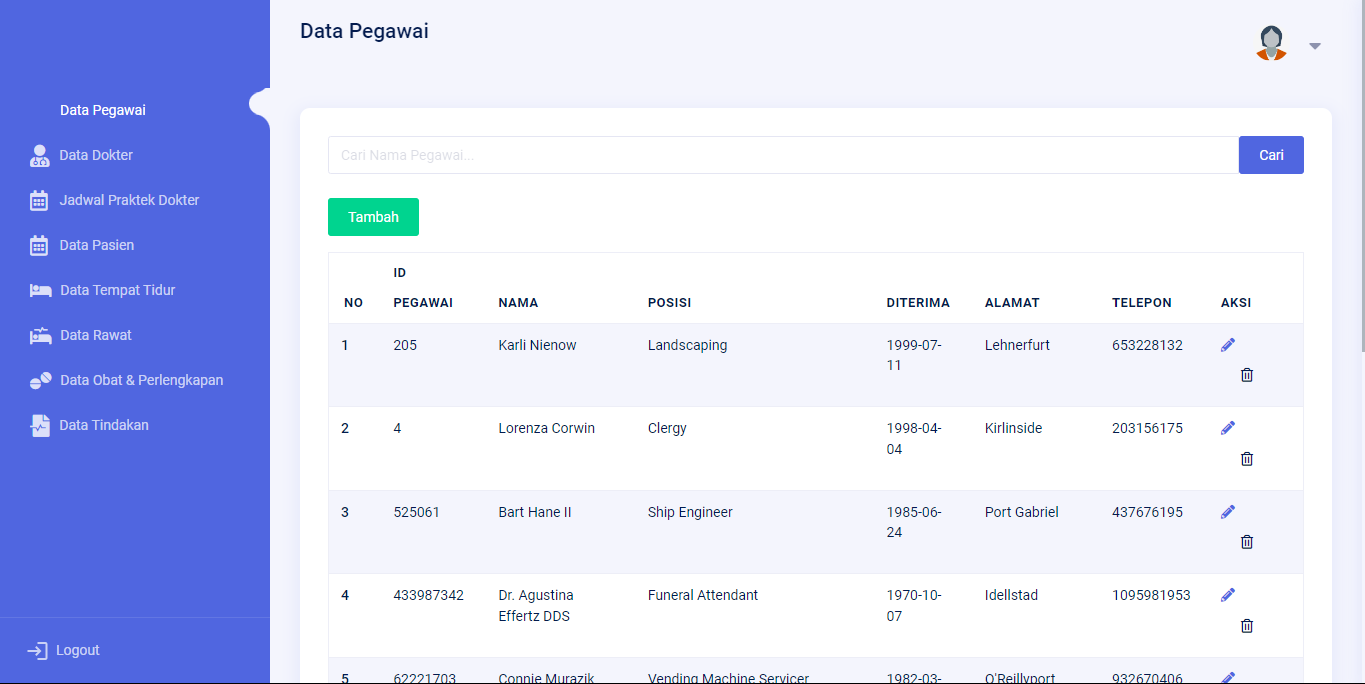 Data Pegawai
Data Pegawai
Data Dokter
Jadwal Praktek Dokter
Data Pasien
Data Tempat Tidur
Data Rawat
Data Obat & Perlengkapan
Data Tindakan
Logout
Cari Nama Pegawai...
Cari
Tambah
ID
NO PEGAWAI NAMA POSISI DITERIMA ALAMAT TELEPON AKSI
1 205 Karli Nienow Landscaping 1999-07- Lehnerfurt 653228132
11
2 4 Lorenza Corwin Clergy 1998-04- Kirlinside 203156175
04
3 525061 Bart Hane II Ship Engineer 1985-06- Port Gabriel 437676195
24
4 433987342 Dr. Agustina Funeral Attendant 1970-10- Idellstad 1095981953
Effertz DDS 07
5 62221703 Connie Murazik Vending Machine Servicer 1982-03- O'Reillyport 932670406